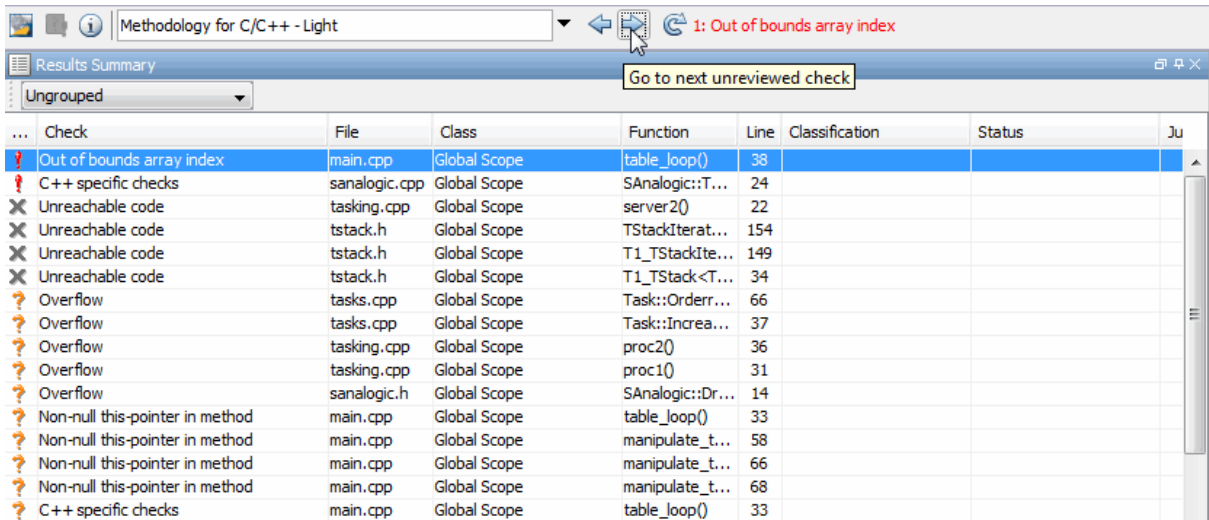 Methodology for C/C++ - Light 1: Out of bounds array index
Results Summary
Go to next unreviewed check
Ungrouped
... Check File Class Function Line Classification Status Ju
Out of bounds array index main.cpp Global Scope table_loop() 38
C++ specific checks sanalogic.cpp Global Scope SAnalogic::T... 24
Unreachable code tasking.cpp Global Scope server2() 22
Unreachable code tstack.h Global Scope TStackIterat... 154
Unreachable code tstack.h Global Scope T1_TStackIte... 149
Unreachable code tstack.h Global Scope T1_TStack<T... 34
Overflow tasks.cpp Global Scope Task::Orderr... 66
Overflow tasks.cpp Global Scope Task::Increa... 37
Overflow tasking.cpp Global Scope proc2() 36
Overflow tasking.cpp Global Scope proc1() 31
Overflow sanalogic.h Global Scope SAnalogic::Dr... 14
Non-null this-pointer in method main.cpp Global Scope table_loop() 33
Non-null this-pointer in method main.cpp Global Scope manipulate_t... 58
Non-null this-pointer in method main.cpp Global Scope manipulate_t... 66
Non-null this-pointer in method main.cpp Global Scope manipulate_t... 68
C++ specific checks main.cpp Global Scope table_loop() 33